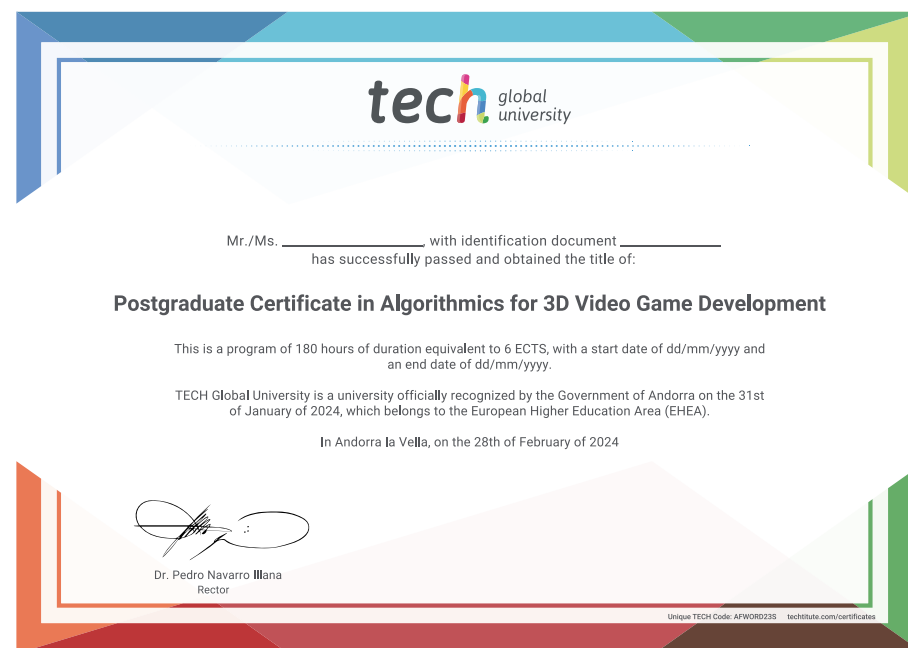 tech global university
Mr./Ms. ____________, with identification document ____________
has successfully passed and obtained the title of:
Postgraduate Certificate in Algorithmics for 3D Video Game Development
This is a program of 180 hours of duration equivalent to 6 ECTS, with a start date of dd/mm/yyyy and
an end date of dd/mm/yyyy.
TECH Global University is a university officially recognized by the Government of Andorra on the 31st
of January of 2024, which belongs to the European Higher Education Area (EHEA).
In Andorra la Vella, on the 28th of February of 2024
Dr. Pedro Navarro Illana
Rector
Unique TECH Code: AFWORD23S techtitute.com/certificates